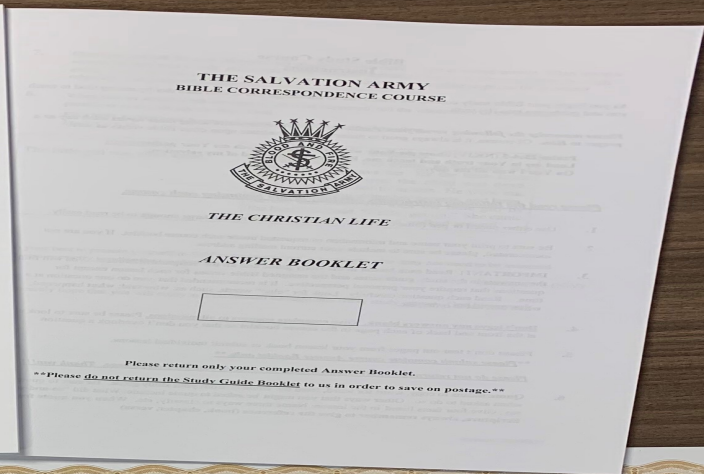 THE SALVATION ARMY
BIBLE CORRESPONDENCE COURSE
BLOOD AND FIRE
THE SALVATION ARMY
THE CHRISTIAN LIFE
ANSWER BOOKLET
Please return only your completed Answer Booklet.
**Please do not return the Study Guide Booklet to us in order to save on postage.**